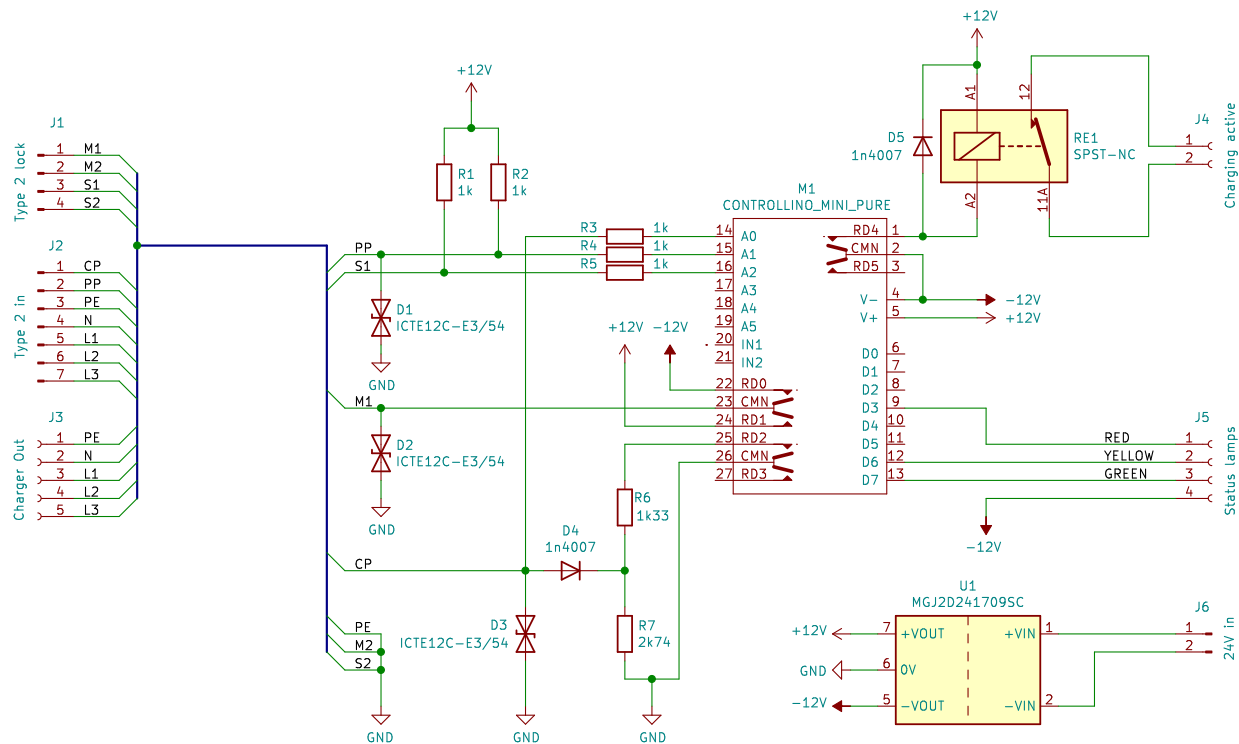 +12V
+12V
J1
Type 2 lock
1 M1
2 M2
3 S1
4 S2
J2
Type 2 in
1 CP
2 PP
3 PE
4 N
5 L1
6 L2
7 L3
J3
Charger Out
1 PE
2 N
3 L1
4 L2
5 L3
R1
1k
R2
1k
PP
S1
R3 1k
R4 1k
R5 1k
D1
ICTE12C-E3/54
GND
M1
D2
ICTE12C-E3/54
GND
+12V
-12V
M1
CONTROLLINO_MINI_PURE
14 A0
15 A1
16 A2
17 A3
18 A4
19 A5
20 IN1
21 IN2
22 RD0
23 CMN
24 RD1
25 RD2
26 CMN
27 RD3
RD4 1
CMN 2
RD5 3
V- 4
V+ 5
D0 6
D1 7
D2 8
D3 9
D4 10
D5 11
D6 12
D7 13
-12V
+12V
D5
1n4007
A1
A2
12
11A
RE1
SPST-NC
J4
1
2
Charging active
RED
YELLOW
GREEN
J5
1
2
3
4
Status lamps
-12V
R6
1k33
D4
1n4007
CP
D3
ICTE12C-E3/54
R7
2k74
PE
M2
S2
GND
GND
GND
U1
MGJ2D241709SC
+12V 7 +VOUT
GND 6 0V
-12V 5 -VOUT
+VIN 1
-VIN 2
J6
1
2
24V in